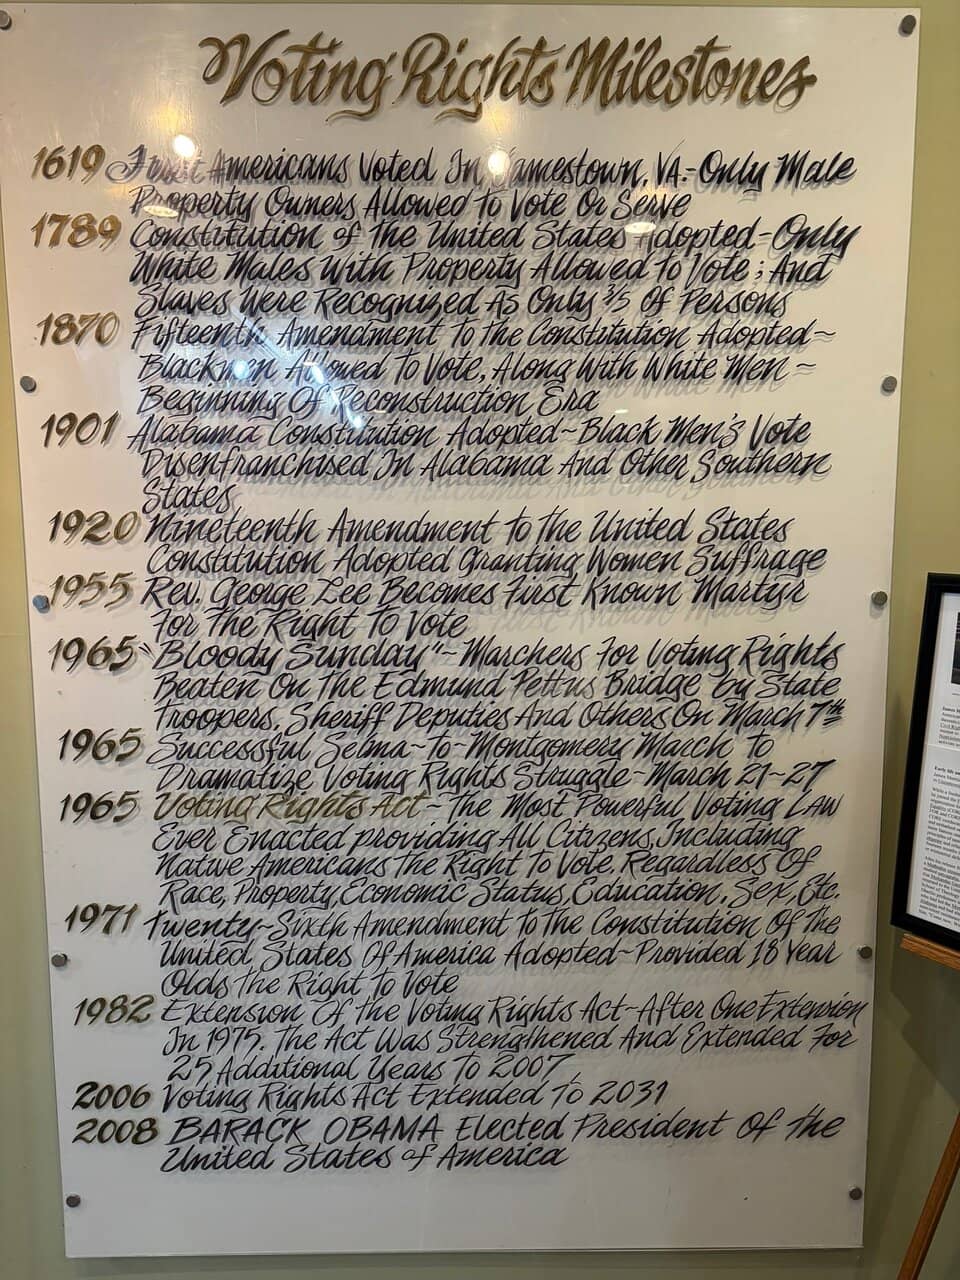 Voting Rights Milestones
1619 First Americans Voted In Jamestown, VA.-Only Male
Property Owners Allowed To Vote Or Serve
1789 Constitution of The United States Adopted-Only
White Males With Property Allowed To Vote; And
Slaves Were Recognized As Only 3/5 Of Persons
1870 Fifteenth Amendment To The Constitution Adopted~
Blackmen Allowed To Vote, Along With White Men ~
Beginning Of Reconstruction Era
1901 Alabama Constitution Adopted~Black Men's Vote
Disenfranchised In Alabama And Other Southern
States
1920 Nineteenth Amendment To The United States
Constitution Adopted Granting Women Suffrage
1955 Rev. George Lee Becomes First Known Martyr
For The Right To Vote
1965 "Bloody Sunday"~Marchers For Voting Rights
Beaten On The Edmund Pettus Bridge by State
Troopers, Sheriff Deputies And Others On March 7th
1965 Successful Selma~To~Montgomery March To
Dramatize Voting Rights Struggle~March 21~27
1965 Voting Rights Act~The Most Powerful Voting LAW
Ever Enacted providing All Citizens, Including
Native Americans The Right To Vote, Regardless Of
Race, Property, Economic Status, Education, Sex, Etc.
1971 Twenty~Sixth Amendment To The Constitution Of The
United States Of America Adopted~Provided 18 Year
Olds The Right To Vote
1982 Extension Of The Voting Rights Act~After One Extension
In 1975, The Act Was Strengthened And Extended For
25 Additional Years To 2007
2006 Voting Rights Act Extended To 2031
2008 BARACK OBAMA Elected President Of The
United States of America